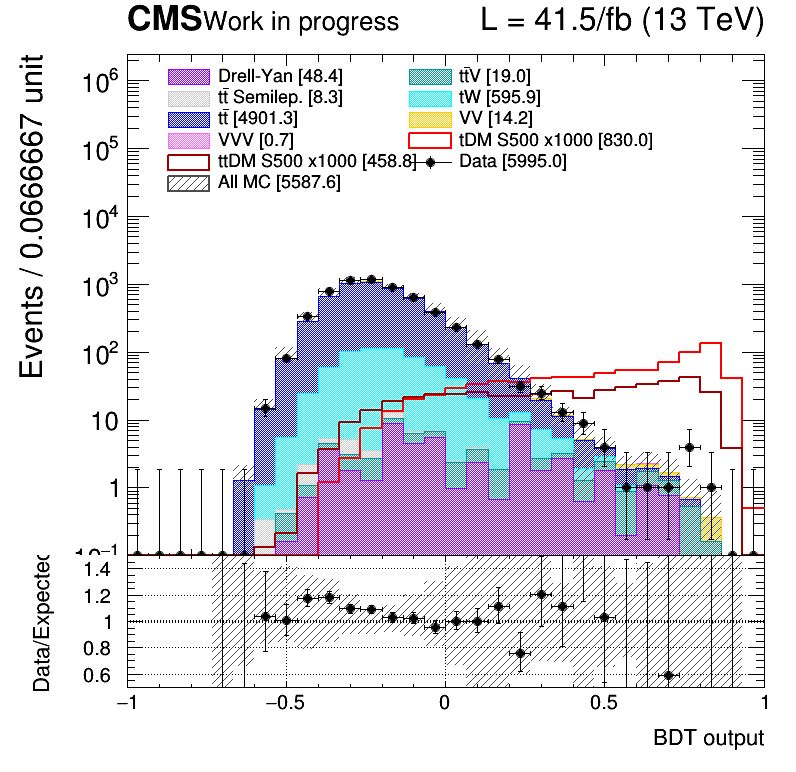 CMS Work in progress L = 41.5/fb (13 TeV)
Events / 0.0666667 unit
Drell-Yan [48.4] tt̄V [19.0]
tt̄ Semilep. [8.3] tW [595.9]
tt̄ [4901.3] VV [14.2]
VVV [0.7] tDM S500 x1000 [830.0]
ttDM S500 x1000 [458.8] Data [5995.0]
All MC [5587.6]
10⁶
10⁵
10⁴
10³
10²
10
1
10⁻¹
Data/Expected
1.4
1.2
1
0.8
0.6
−1 −0.5 0 0.5 1
BDT output